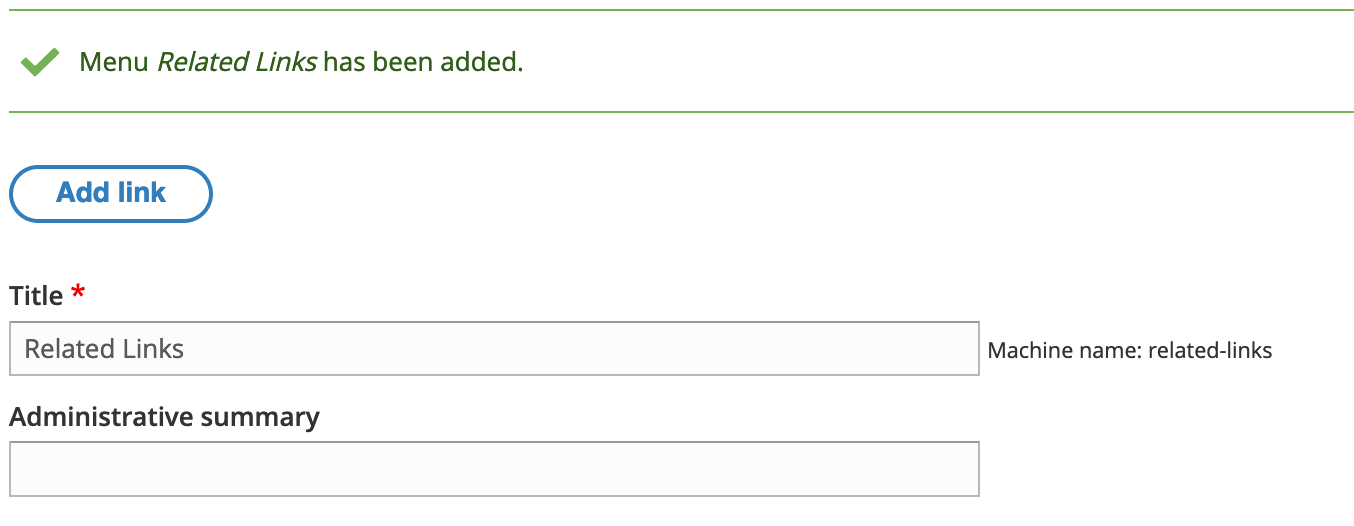 Menu Related Links has been added.
Add link
Title *
Related Links
Machine name: related-links
Administrative summary